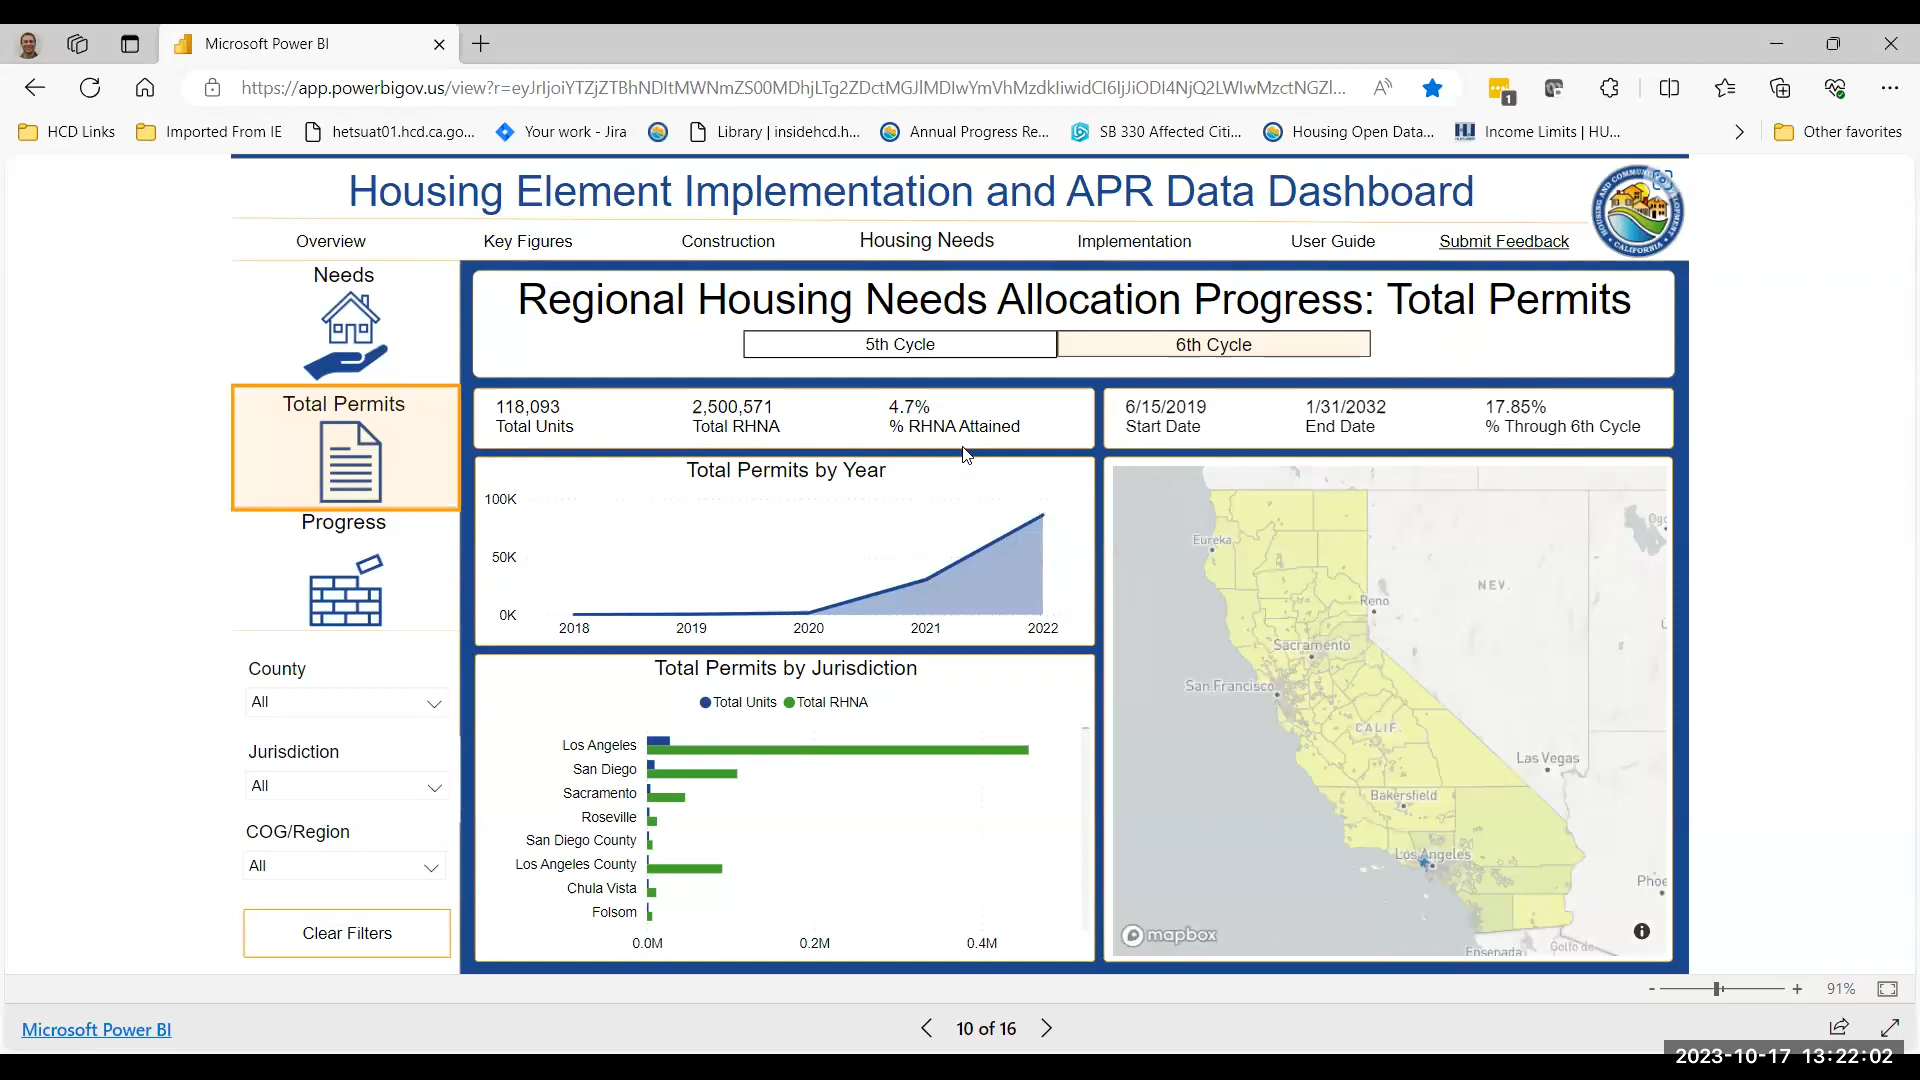 Microsoft Power BI
https://app.powerbigov.us/view?r=eyJrIjoiYTZjZTBhNDItMWNmZS00MDhjLTg2ZDctMGJlMDIwYmVhMzdkIiwidCI6IjJiODI4NjQ2LWIwMzctNGZl...
1
HCD Links
Imported From IE
hetsuat01.hcd.ca.go...
Your work - Jira
Library | insidehcd.h...
Annual Progress Re...
SB 330 Affected Citi...
Housing Open Data...
Income Limits | HU...
Other favorites
Housing Element Implementation and APR Data Dashboard
Overview
Key Figures
Construction
Housing Needs
Implementation
User Guide
Submit Feedback
Needs
Total Permits
Progress
County
All
Jurisdiction
All
COG/Region
All
Clear Filters
Regional Housing Needs Allocation Progress: Total Permits
5th Cycle
6th Cycle
118,093
Total Units
2,500,571
Total RHNA
4.7%
% RHNA Attained
6/15/2019
Start Date
1/31/2032
End Date
17.85%
% Through 6th Cycle
Total Permits by Year
100K
50K
0K
2018
2019
2020
2021
2022
Total Permits by Jurisdiction
Total Units
Total RHNA
Los Angeles
San Diego
Sacramento
Roseville
San Diego County
Los Angeles County
Chula Vista
Folsom
0.0M
0.2M
0.4M
Eureka
NEV.
Reno
Sacramento
San Francisco
CALIF.
Las Vegas
Bakersfield
Los Angeles
Phoe
Ensenada
Golfo de
mapbox
91%
Microsoft Power BI
10 of 16
2023-10-17 13:22:02